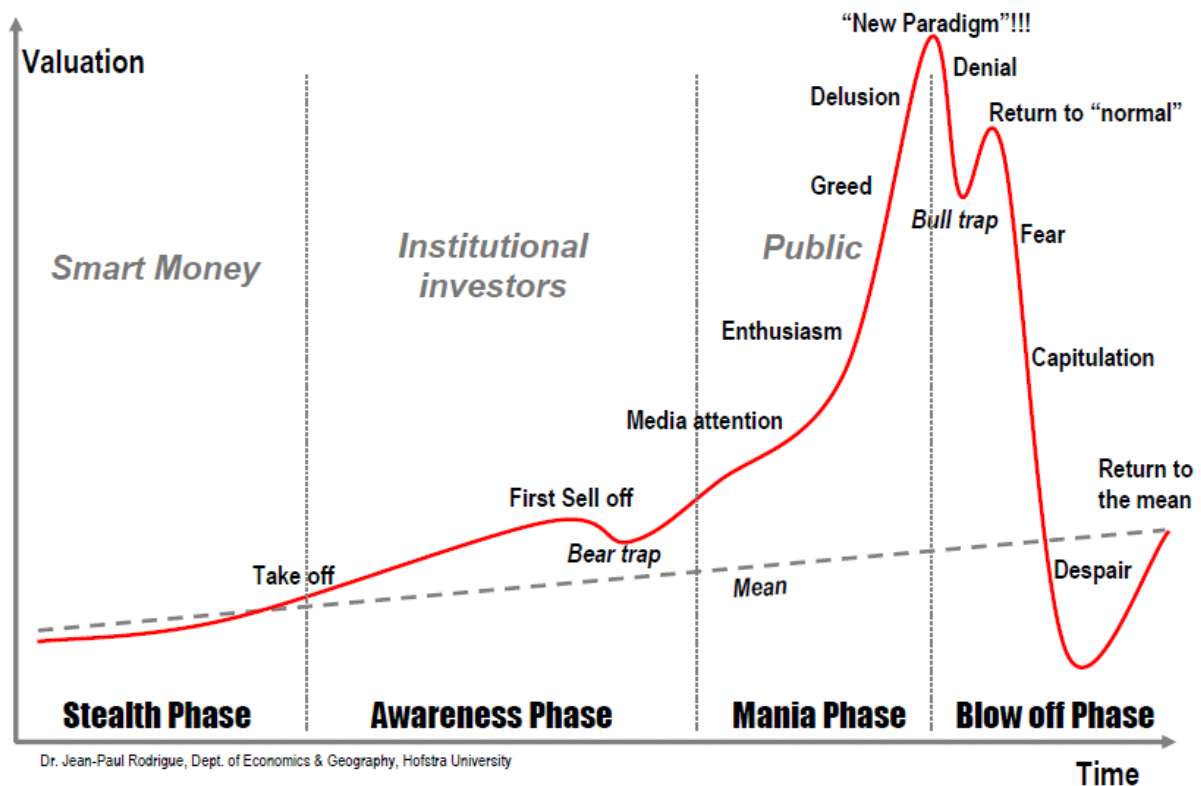 “New Paradigm”!!!
Valuation
Denial
Delusion
Return to “normal”
Greed
Bull trap
Fear
Smart Money
Institutional
investors
Public
Enthusiasm
Capitulation
Media attention
Return to
the mean
First Sell off
Bear trap
Take off
Mean
Despair
Stealth Phase
Awareness Phase
Mania Phase
Blow off Phase
Dr. Jean-Paul Rodrigue, Dept. of Economics & Geography, Hofstra University
Time